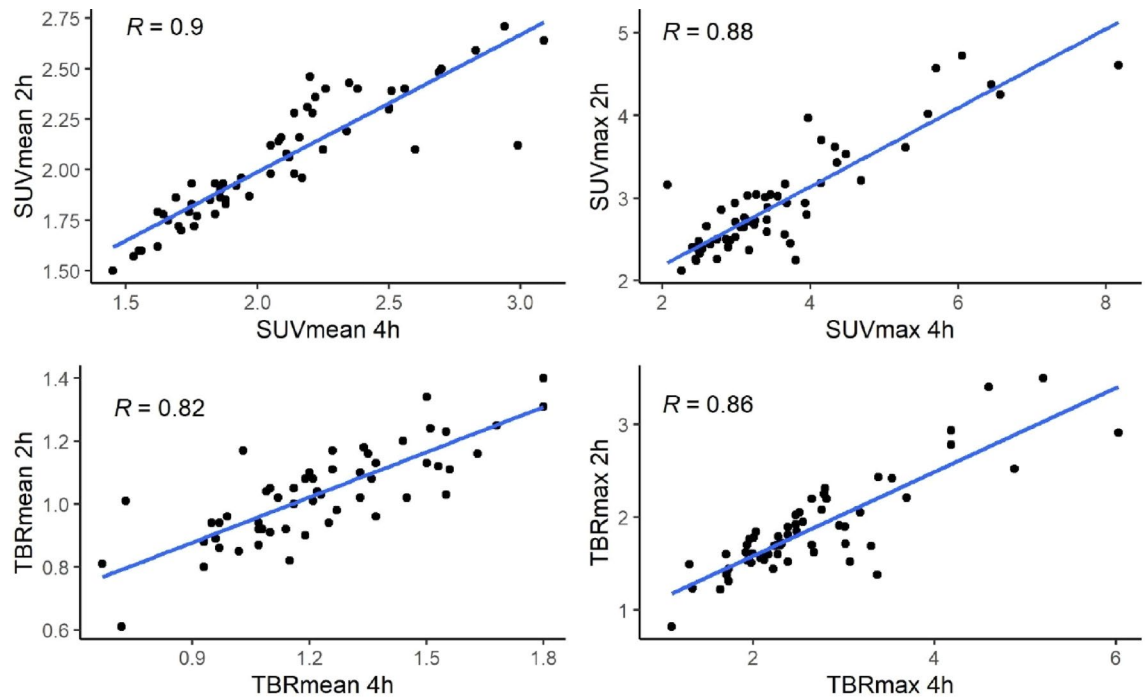 R = 0.9
2.75
2.50
2.25
2.00
1.75
1.50
SUVmean 2h
1.5 2.0 2.5 3.0
SUVmean 4h
R = 0.88
5
4
3
2
SUVmax 2h
2 4 6 8
SUVmax 4h
R = 0.82
1.4
1.2
1.0
0.8
0.6
TBRmean 2h
0.9 1.2 1.5 1.8
TBRmean 4h
R = 0.86
3
2
1
TBRmax 2h
2 4 6
TBRmax 4h